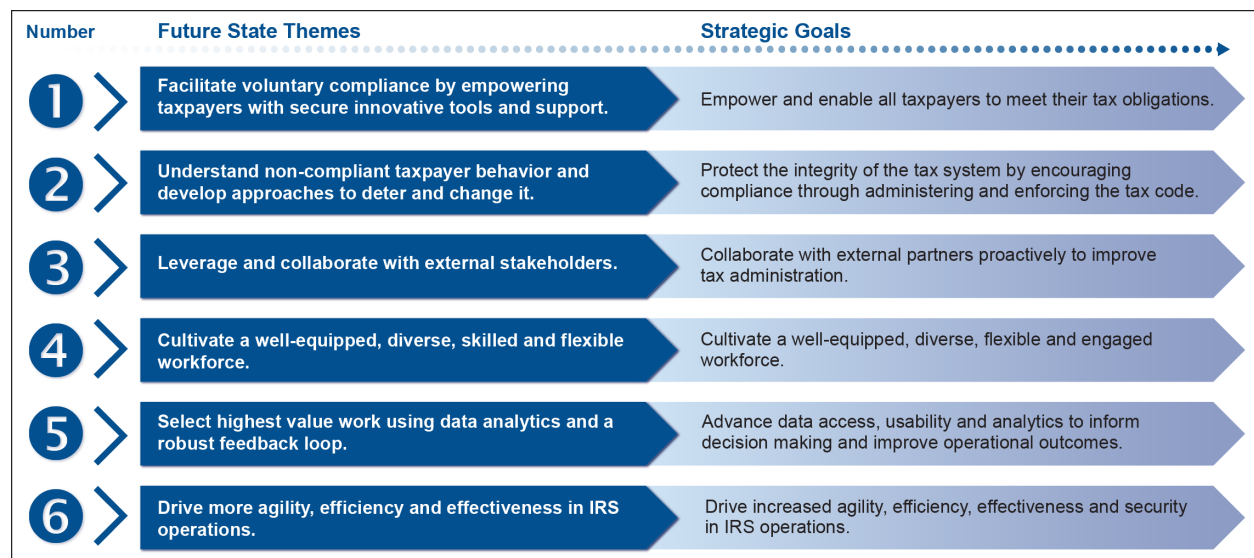 Number Future State Themes Strategic Goals
1
Facilitate voluntary compliance by empowering
taxpayers with secure innovative tools and support.
Empower and enable all taxpayers to meet their tax obligations.
2
Understand non-compliant taxpayer behavior and
develop approaches to deter and change it.
Protect the integrity of the tax system by encouraging
compliance through administering and enforcing the tax code.
3
Leverage and collaborate with external stakeholders.
Collaborate with external partners proactively to improve
tax administration.
4
Cultivate a well-equipped, diverse, skilled and flexible
workforce.
Cultivate a well-equipped, diverse, flexible and engaged
workforce.
5
Select highest value work using data analytics and a
robust feedback loop.
Advance data access, usability and analytics to inform
decision making and improve operational outcomes.
6
Drive more agility, efficiency and effectiveness in IRS
operations.
Drive increased agility, efficiency, effectiveness and security
in IRS operations.